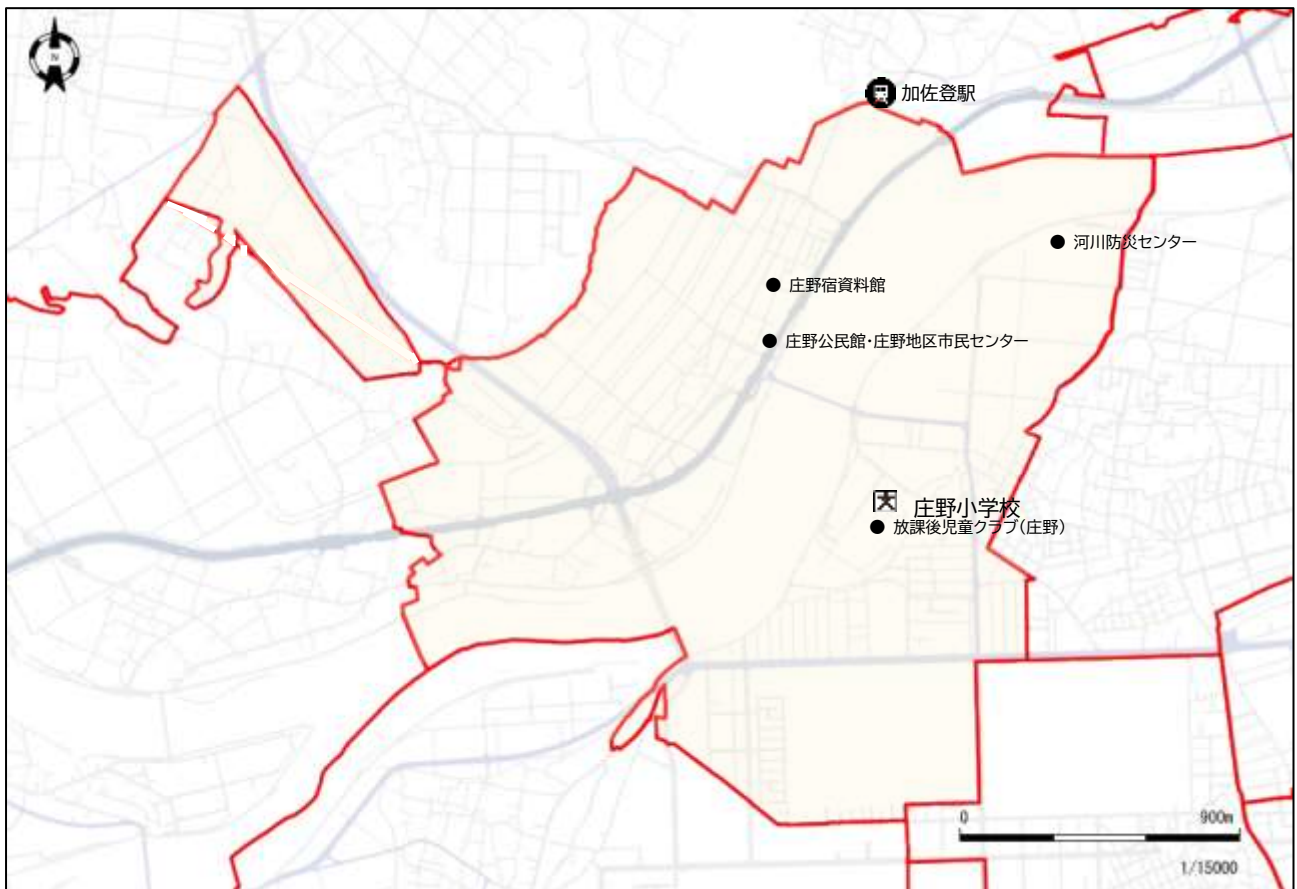 N
加佐登駅
河川防災センター
庄野宿資料館
庄野公民館・庄野地区市民センター
庄野小学校
放課後児童クラブ(庄野)
0 900m
1/15000